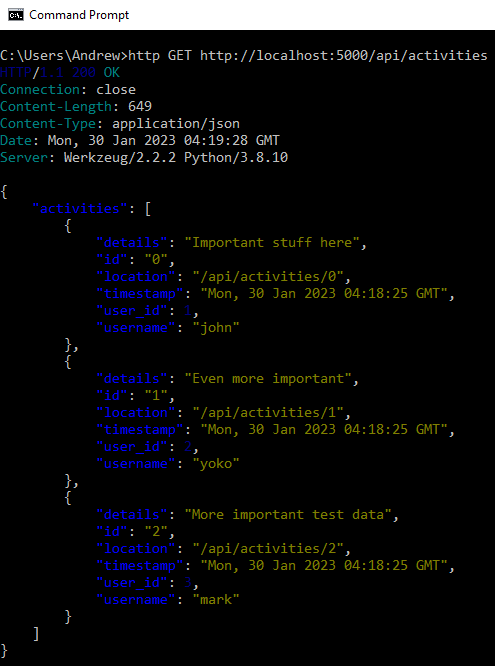 Command Prompt
C:\Users\Andrew>http GET http://localhost:5000/api/activities
HTTP/1.1 200 OK
Connection: close
Content-Length: 649
Content-Type: application/json
Date: Mon, 30 Jan 2023 04:19:28 GMT
Server: Werkzeug/2.2.2 Python/3.8.10
{
    "activities": [
        {
            "details": "Important stuff here",
            "id": "0",
            "location": "/api/activities/0",
            "timestamp": "Mon, 30 Jan 2023 04:18:25 GMT",
            "user_id": 1,
            "username": "john"
        },
        {
            "details": "Even more important",
            "id": "1",
            "location": "/api/activities/1",
            "timestamp": "Mon, 30 Jan 2023 04:18:25 GMT",
            "user_id": 2,
            "username": "yoko"
        },
        {
            "details": "More important test data",
            "id": "2",
            "location": "/api/activities/2",
            "timestamp": "Mon, 30 Jan 2023 04:18:25 GMT",
            "user_id": 3,
            "username": "mark"
        }
    ]
}